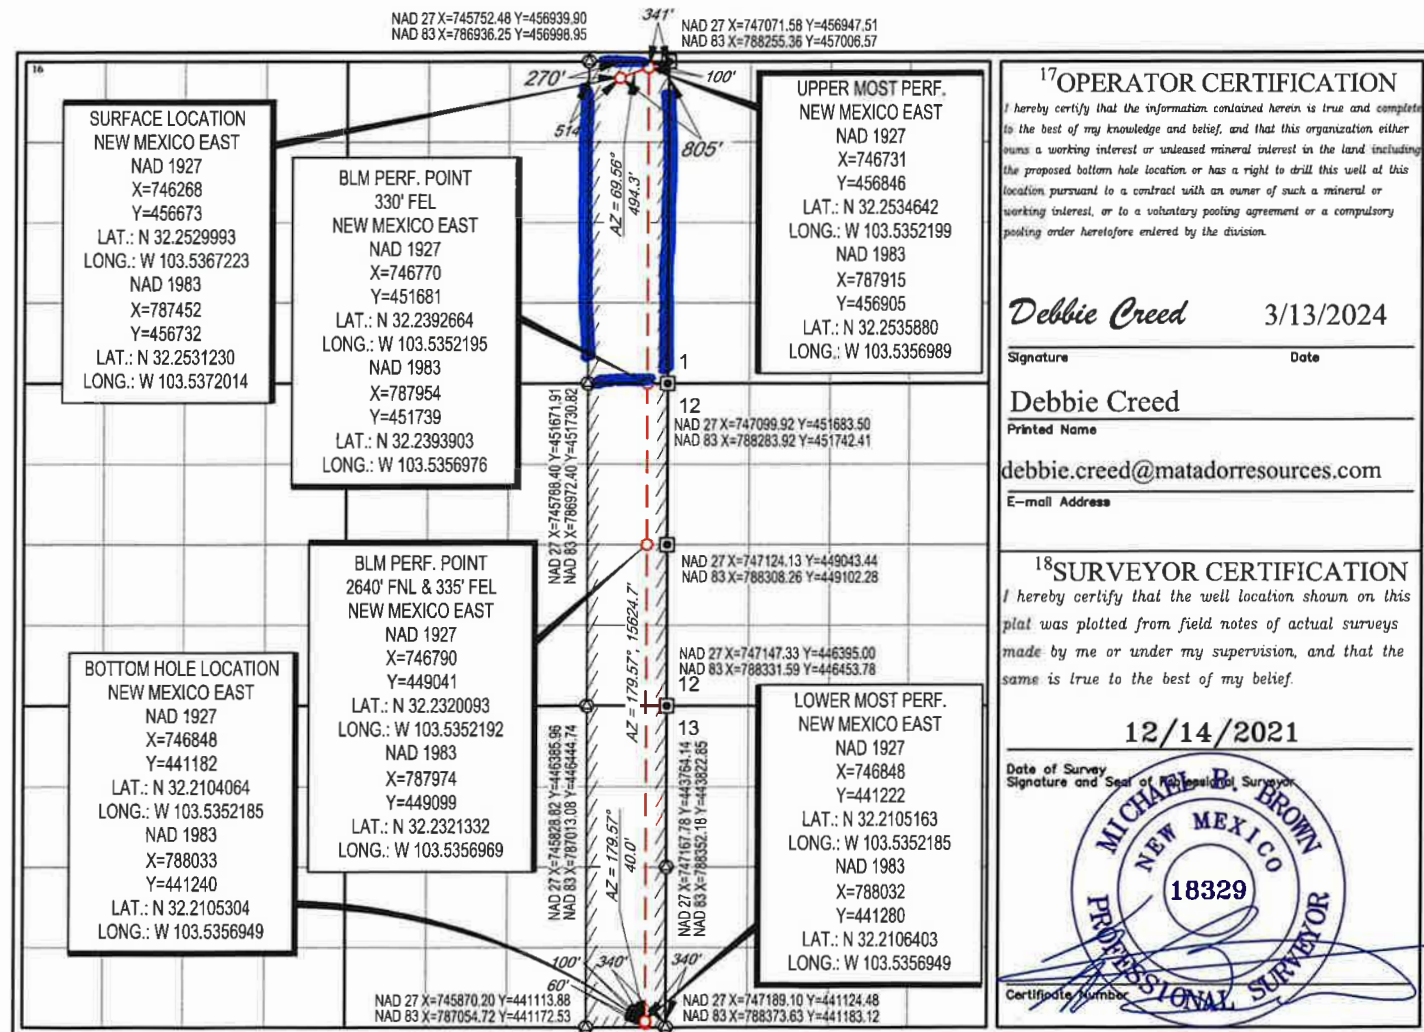 NAD 27 X=745752.48 Y=456939.90
NAD 83 X=786936.25 Y=456998.95
341'
NAD 27 X=747071.58 Y=456947.51
NAD 83 X=788255.36 Y=457006.57
16
270'
100'
514'
805'
AZ = 69.56°
494.3'
SURFACE LOCATION
NEW MEXICO EAST
NAD 1927
X=746268
Y=456673
LAT.: N 32.2529993
LONG.: W 103.5367223
NAD 1983
X=787452
Y=456732
LAT.: N 32.2531230
LONG.: W 103.5372014
BLM PERF. POINT
330' FEL
NEW MEXICO EAST
NAD 1927
X=746770
Y=451681
LAT.: N 32.2392664
LONG.: W 103.5352195
NAD 1983
X=787954
Y=451739
LAT.: N 32.2393903
LONG.: W 103.5356976
UPPER MOST PERF.
NEW MEXICO EAST
NAD 1927
X=746731
Y=456846
LAT.: N 32.2534642
LONG.: W 103.5352199
NAD 1983
X=787915
Y=456905
LAT.: N 32.2535880
LONG.: W 103.5356989
1
12
NAD 27 X=747099.92 Y=451683.50
NAD 83 X=788283.92 Y=451742.41
NAD 27 X=745788.40 Y=451671.91
NAD 83 X=786972.40 Y=451730.82
BLM PERF. POINT
2640' FNL & 335' FEL
NEW MEXICO EAST
NAD 1927
X=746790
Y=449041
LAT.: N 32.2320093
LONG.: W 103.5352192
NAD 1983
X=787974
Y=449099
LAT.: N 32.2321332
LONG.: W 103.5356969
NAD 27 X=747124.13 Y=449043.44
NAD 83 X=788308.26 Y=449102.28
AZ = 179.57°, 15624.7'
NAD 27 X=747147.33 Y=446395.00
NAD 83 X=788331.59 Y=446453.78
12
13
BOTTOM HOLE LOCATION
NEW MEXICO EAST
NAD 1927
X=746848
Y=441182
LAT.: N 32.2104064
LONG.: W 103.5352185
NAD 1983
X=788033
Y=441240
LAT.: N 32.2105304
LONG.: W 103.5356949
NAD 27 X=745828.82 Y=446385.96
NAD 83 X=787013.08 Y=446444.74
AZ = 179.57°
40.0'
NAD 27 X=747167.78 Y=443764.14
NAD 83 X=788352.18 Y=443822.85
LOWER MOST PERF.
NEW MEXICO EAST
NAD 1927
X=746848
Y=441222
LAT.: N 32.2105163
LONG.: W 103.5352185
NAD 1983
X=788032
Y=441280
LAT.: N 32.2106403
LONG.: W 103.5356949
100'
340'
60'
340'
NAD 27 X=745870.20 Y=441113.88
NAD 83 X=787054.72 Y=441172.53
NAD 27 X=747189.10 Y=441124.48
NAD 83 X=788373.63 Y=441183.12
17 OPERATOR CERTIFICATION
I hereby certify that the information contained herein is true and complete
to the best of my knowledge and belief, and that this organization either
owns a working interest or unleased mineral interest in the land including
the proposed bottom hole location or has a right to drill this well at this
location pursuant to a contract with an owner of such a mineral or
working interest, or to a voluntary pooling agreement or a compulsory
pooling order heretofore entered by the division.
Debbie Creed 3/13/2024
Signature Date
Debbie Creed
Printed Name
debbie.creed@matadorresources.com
E-mail Address
18 SURVEYOR CERTIFICATION
I hereby certify that the well location shown on this
plat was plotted from field notes of actual surveys
made by me or under my supervision, and that the
same is true to the best of my belief.
12/14/2021
Date of Survey
Signature and Seal of Professional Surveyor
MICHAEL B. BROWN
NEW MEXICO
18329
PROFESSIONAL SURVEYOR
Certificate Number